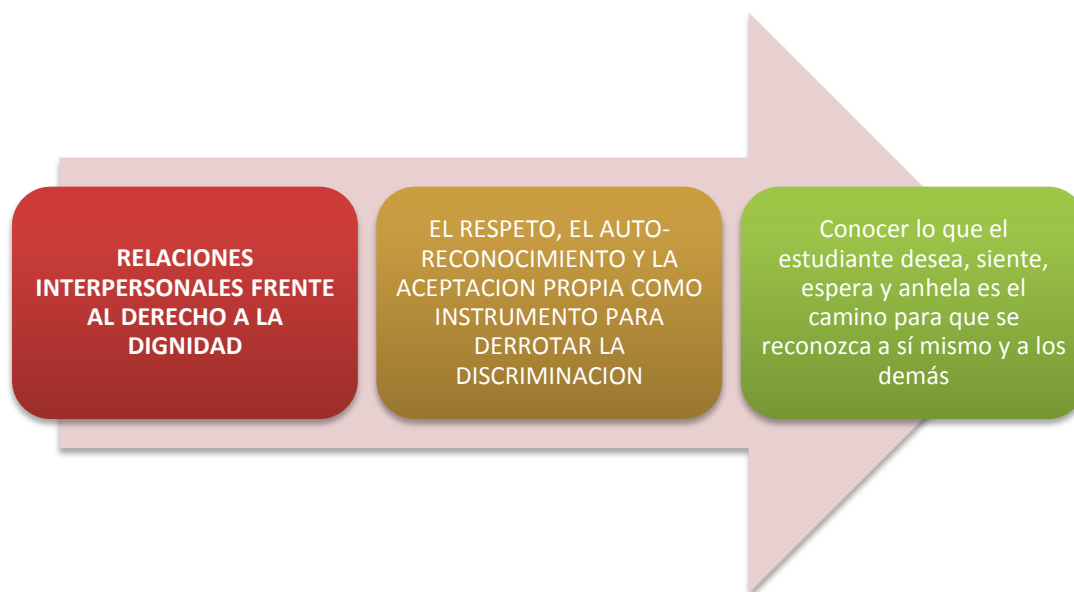 RELACIONES
INTERPERSONALES FRENTE
AL DERECHO A LA
DIGNIDAD
EL RESPETO, EL AUTO-
RECONOCIMIENTO Y LA
ACEPTACION PROPIA COMO
INSTRUMENTO PARA
DERROTAR LA
DISCRIMINACION
Conocer lo que el
estudiante desea, siente,
espera y anhela es el
camino para que se
reconozca a sí mismo y a los
demás